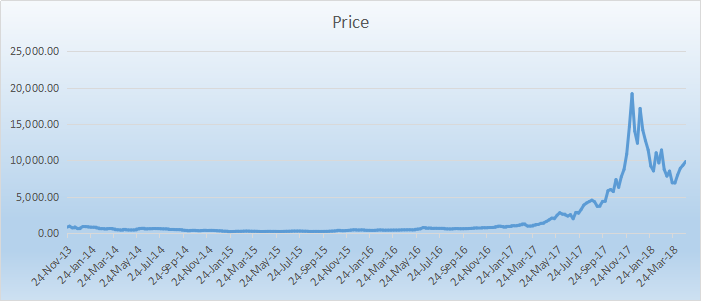 Price
25,000.00
20,000.00
15,000.00
10,000.00
5,000.00
0.00
24-Nov-13
24-Jan-14
24-Mar-14
24-May-14
24-Jul-14
24-Sep-14
24-Nov-14
24-Jan-15
24-Mar-15
24-May-15
24-Jul-15
24-Sep-15
24-Nov-15
24-Jan-16
24-Mar-16
24-May-16
24-Jul-16
24-Sep-16
24-Nov-16
24-Jan-17
24-Mar-17
24-May-17
24-Jul-17
24-Sep-17
24-Nov-17
24-Jan-18
24-Mar-18